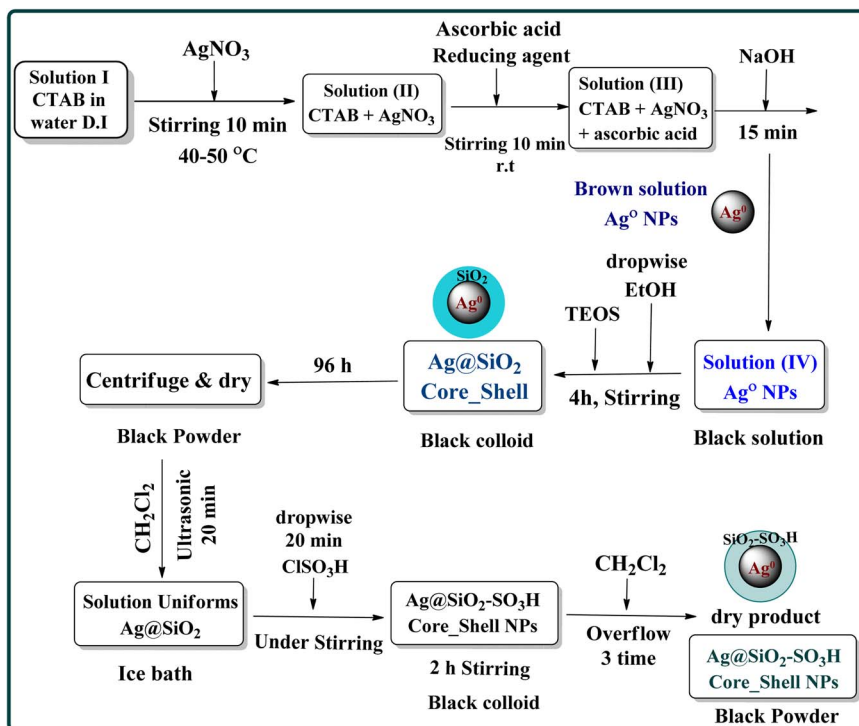 AgNO₃
Solution I
CTAB in
water D.I
Stirring 10 min
40-50 °C
Solution (II)
CTAB + AgNO₃
Ascorbic acid
Reducing agent
Stirring 10 min
r.t
Solution (III)
CTAB + AgNO₃
+ ascorbic acid
NaOH
15 min
Brown solution
Ag⁰ NPs
Ag⁰
Solution (IV)
Ag⁰ NPs
Black solution
dropwise
EtOH
TEOS
4h, Stirring
SiO₂
Ag⁰
Ag@SiO₂
Core_Shell
Black colloid
96 h
Centrifuge & dry
Black Powder
CH₂Cl₂
Ultrasonic
20 min
Solution Uniforms
Ag@SiO₂
Ice bath
dropwise
20 min
ClSO₃H
Under Stirring
Ag@SiO₂-SO₃H
Core_Shell NPs
2 h Stirring
Black colloid
CH₂Cl₂
Overflow
3 time
SiO₂-SO₃H
Ag⁰
dry product
Ag@SiO₂-SO₃H
Core_Shell NPs
Black Powder